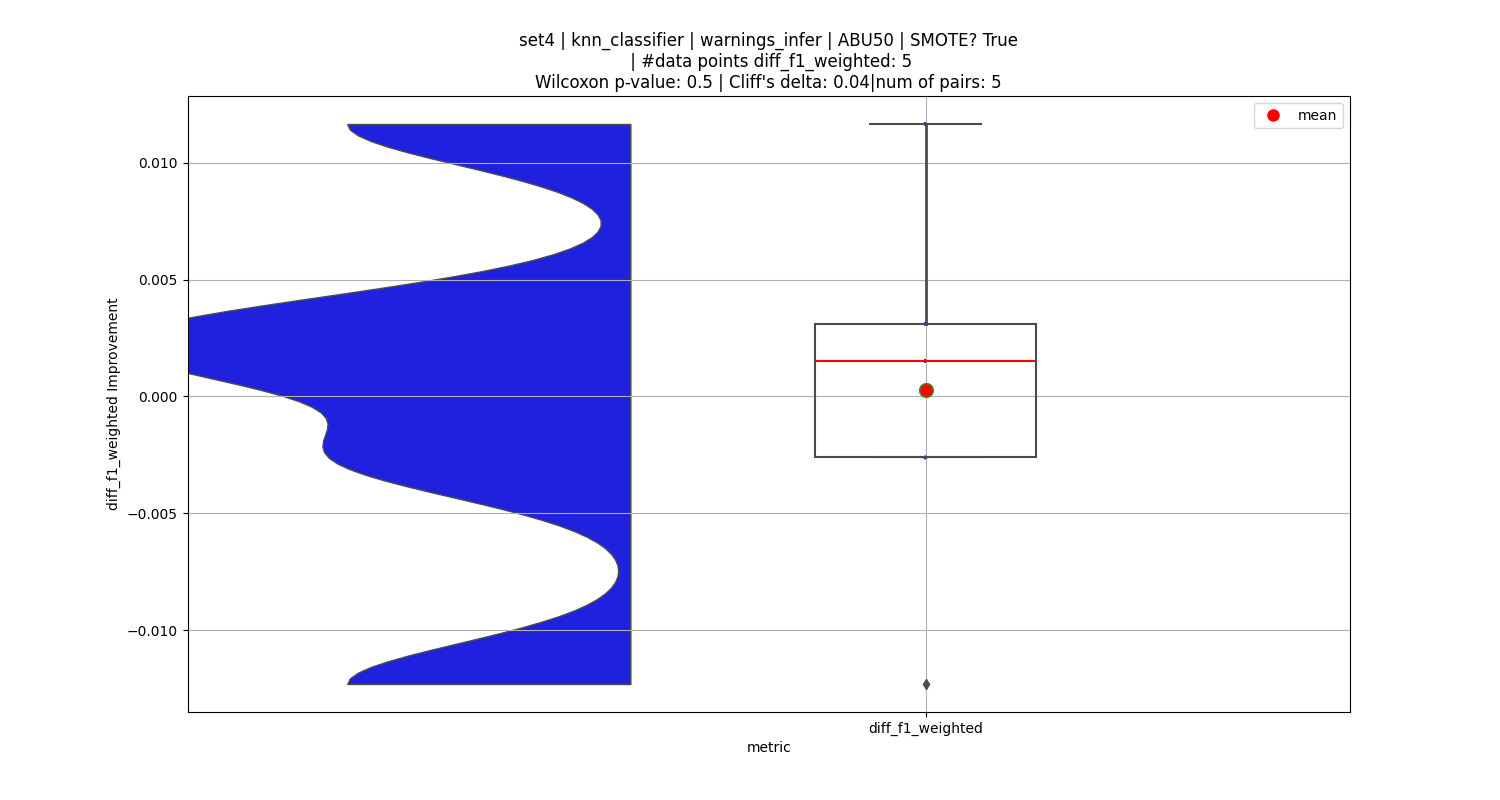 set4 | knn_classifier | warnings_infer | ABU50 | SMOTE? True
| #data points diff_f1_weighted: 5
Wilcoxon p-value: 0.5 | Cliff's delta: 0.04|num of pairs: 5
mean
0.010
0.005
0.000
−0.005
−0.010
diff_f1_weighted Improvement
diff_f1_weighted
metric